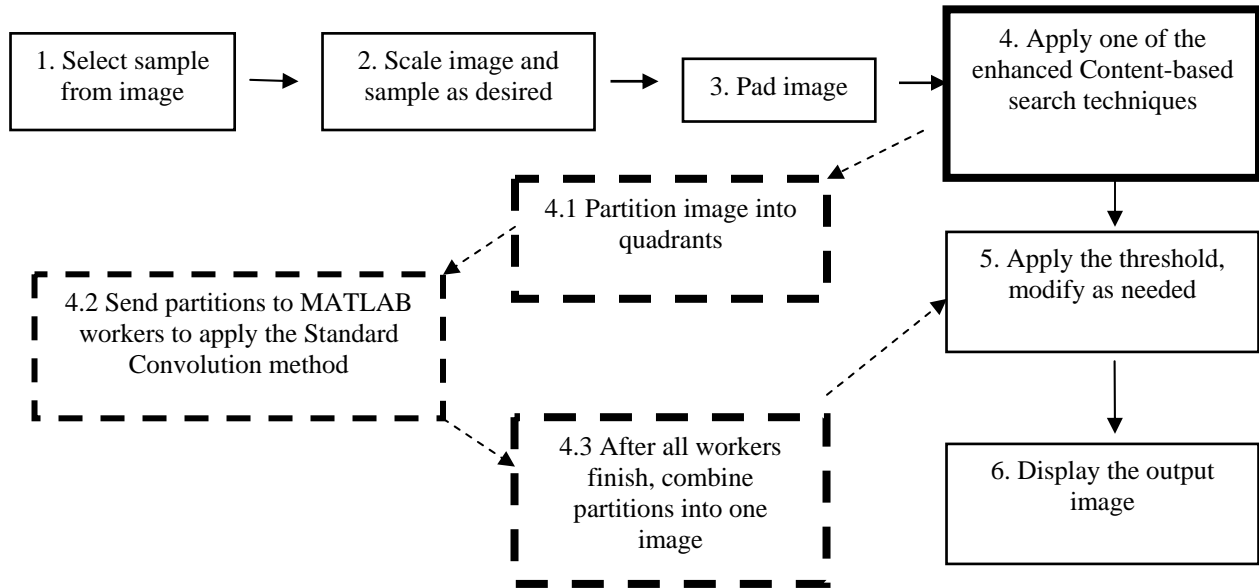 1. Select sample
from image
2. Scale image and
sample as desired
3. Pad image
4. Apply one of the
enhanced Content-based
search techniques
4.1 Partition image into
quadrants
4.2 Send partitions to MATLAB
workers to apply the Standard
Convolution method
4.3 After all workers
finish, combine
partitions into one
image
5. Apply the threshold,
modify as needed
6. Display the output
image